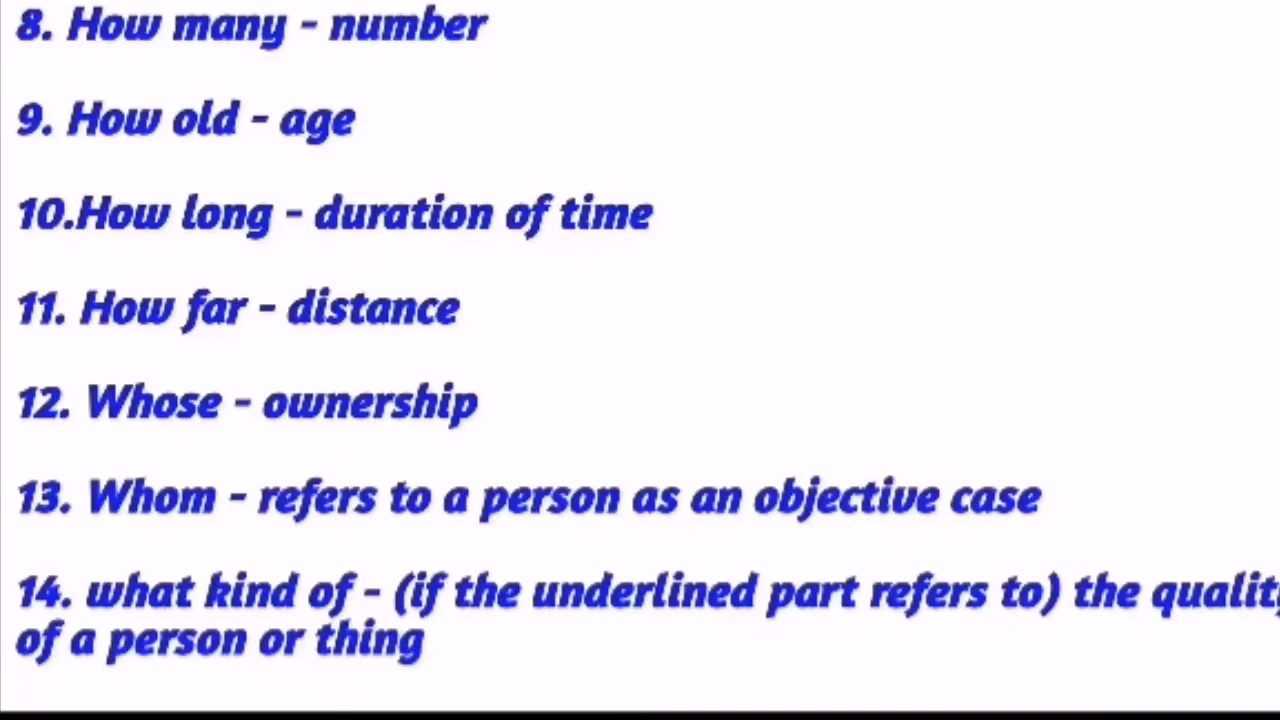 8. How many - number
9. How old - age
10.How long - duration of time
11. How far - distance
12. Whose - ownership
13. Whom - refers to a person as an objective case
14. what kind of - (if the underlined part refers to) the quality
of a person or thing